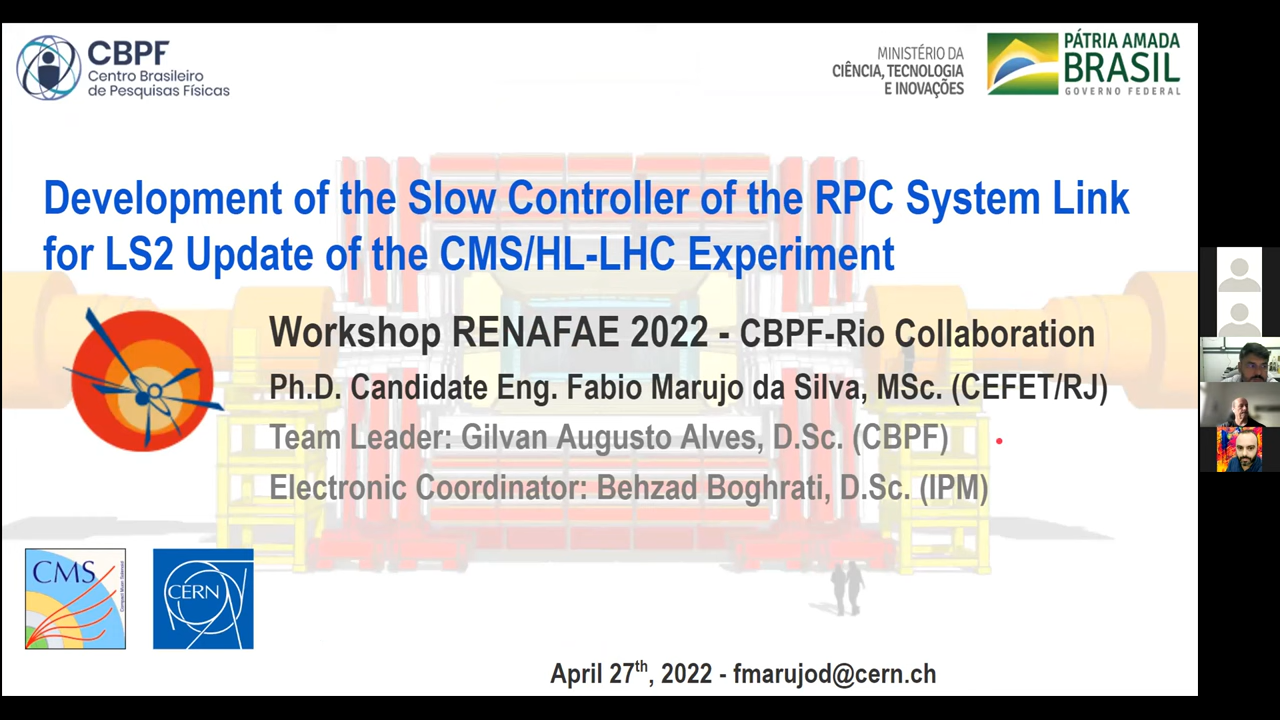 CBPF
Centro Brasileiro
de Pesquisas Físicas
MINISTÉRIO DA
CIÊNCIA, TECNOLOGIA
E INOVAÇÕES
PÁTRIA AMADA
BRASIL
GOVERNO FEDERAL
Development of the Slow Controller of the RPC System Link
for LS2 Update of the CMS/HL-LHC Experiment
Workshop RENAFAE 2022 - CBPF-Rio Collaboration
Ph.D. Candidate Eng. Fabio Marujo da Silva, MSc. (CEFET/RJ)
Team Leader: Gilvan Augusto Alves, D.Sc. (CBPF)
Electronic Coordinator: Behzad Boghrati, D.Sc. (IPM)
CMS
Compact Muon Solenoid
CERN
April 27th, 2022 - fmarujod@cern.ch